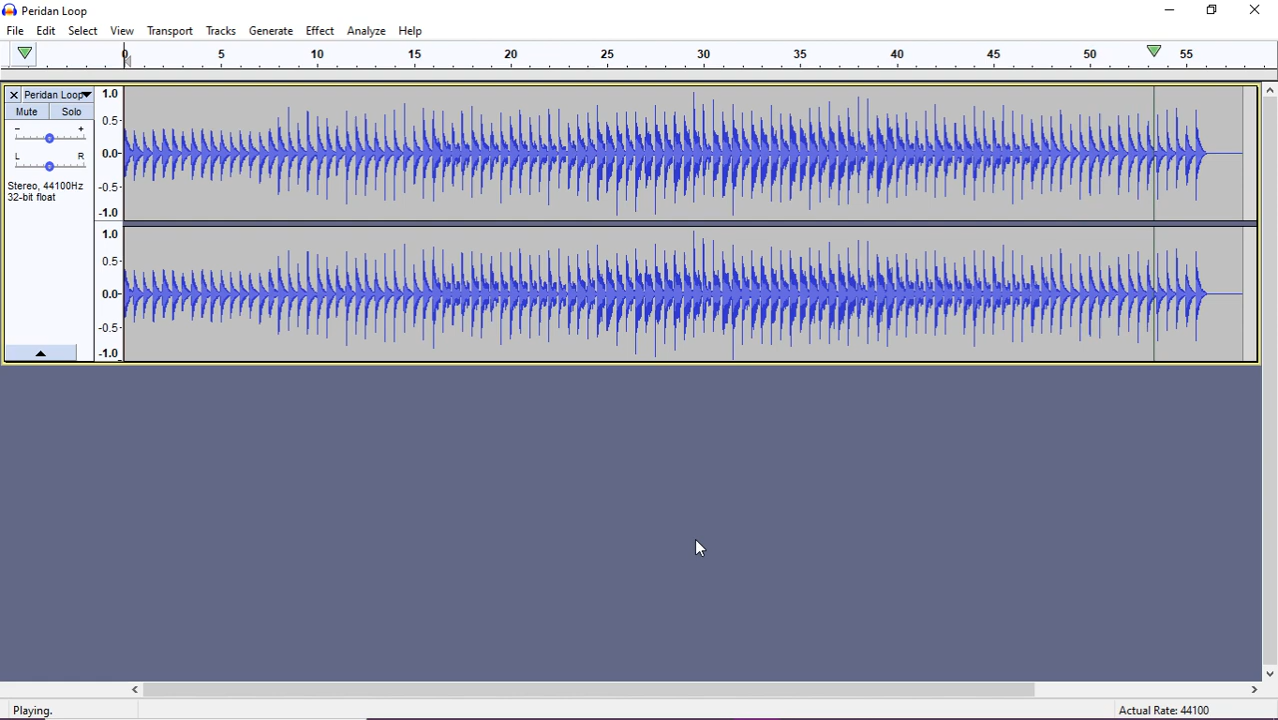 Peridan Loop
File Edit Select View Transport Tracks Generate Effect Analyze Help
0 5 10 15 20 25 30 35 40 45 50 55
Peridan Loop
Mute Solo
- +
L R
Stereo, 44100Hz
32-bit float
1.0
0.5
0.0
-0.5
-1.0
1.0
0.5
0.0
-0.5
-1.0
Playing.
Actual Rate: 44100